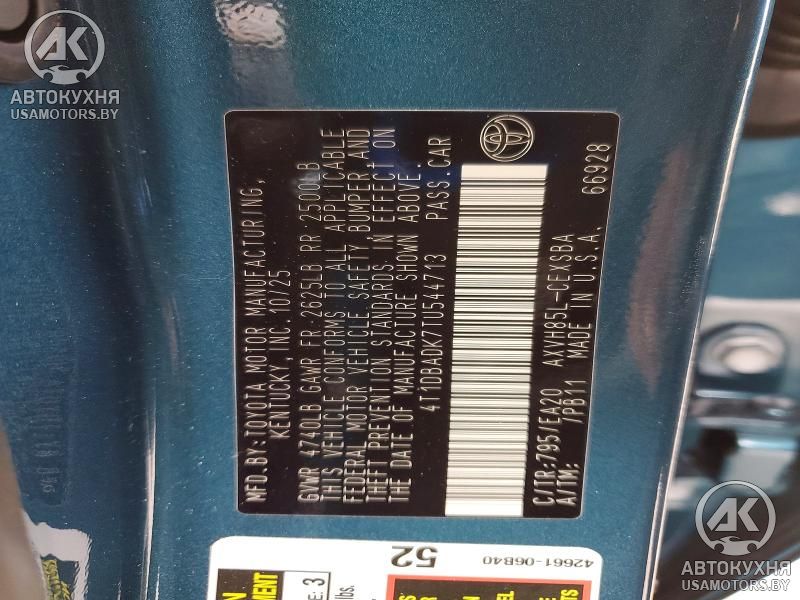 АВТОКУХНЯ
USAMOTORS.BY
MFD.BY:TOYOTA MOTOR MANUFACTURING,
KENTUCKY, INC. 10/25
GVWR 4740LB GAWR FR 2625LB RR 2500LB
THIS VEHICLE CONFORMS TO ALL APPLICABLE
FEDERAL MOTOR VEHICLE SAFETY, BUMPER AND
THEFT PREVENTION STANDARDS IN EFFECT ON
THE DATE OF MANUFACTURE SHOWN ABOVE.
4T1DBADK7TU544713 PASS.CAR
C/TR:795/EA20 AXVH85L-CEXSBA
A/TM: /PB11 MADE IN U.S.A. 66928
52
42661-06B40
АВТОКУХНЯ
USAMOTORS.BY